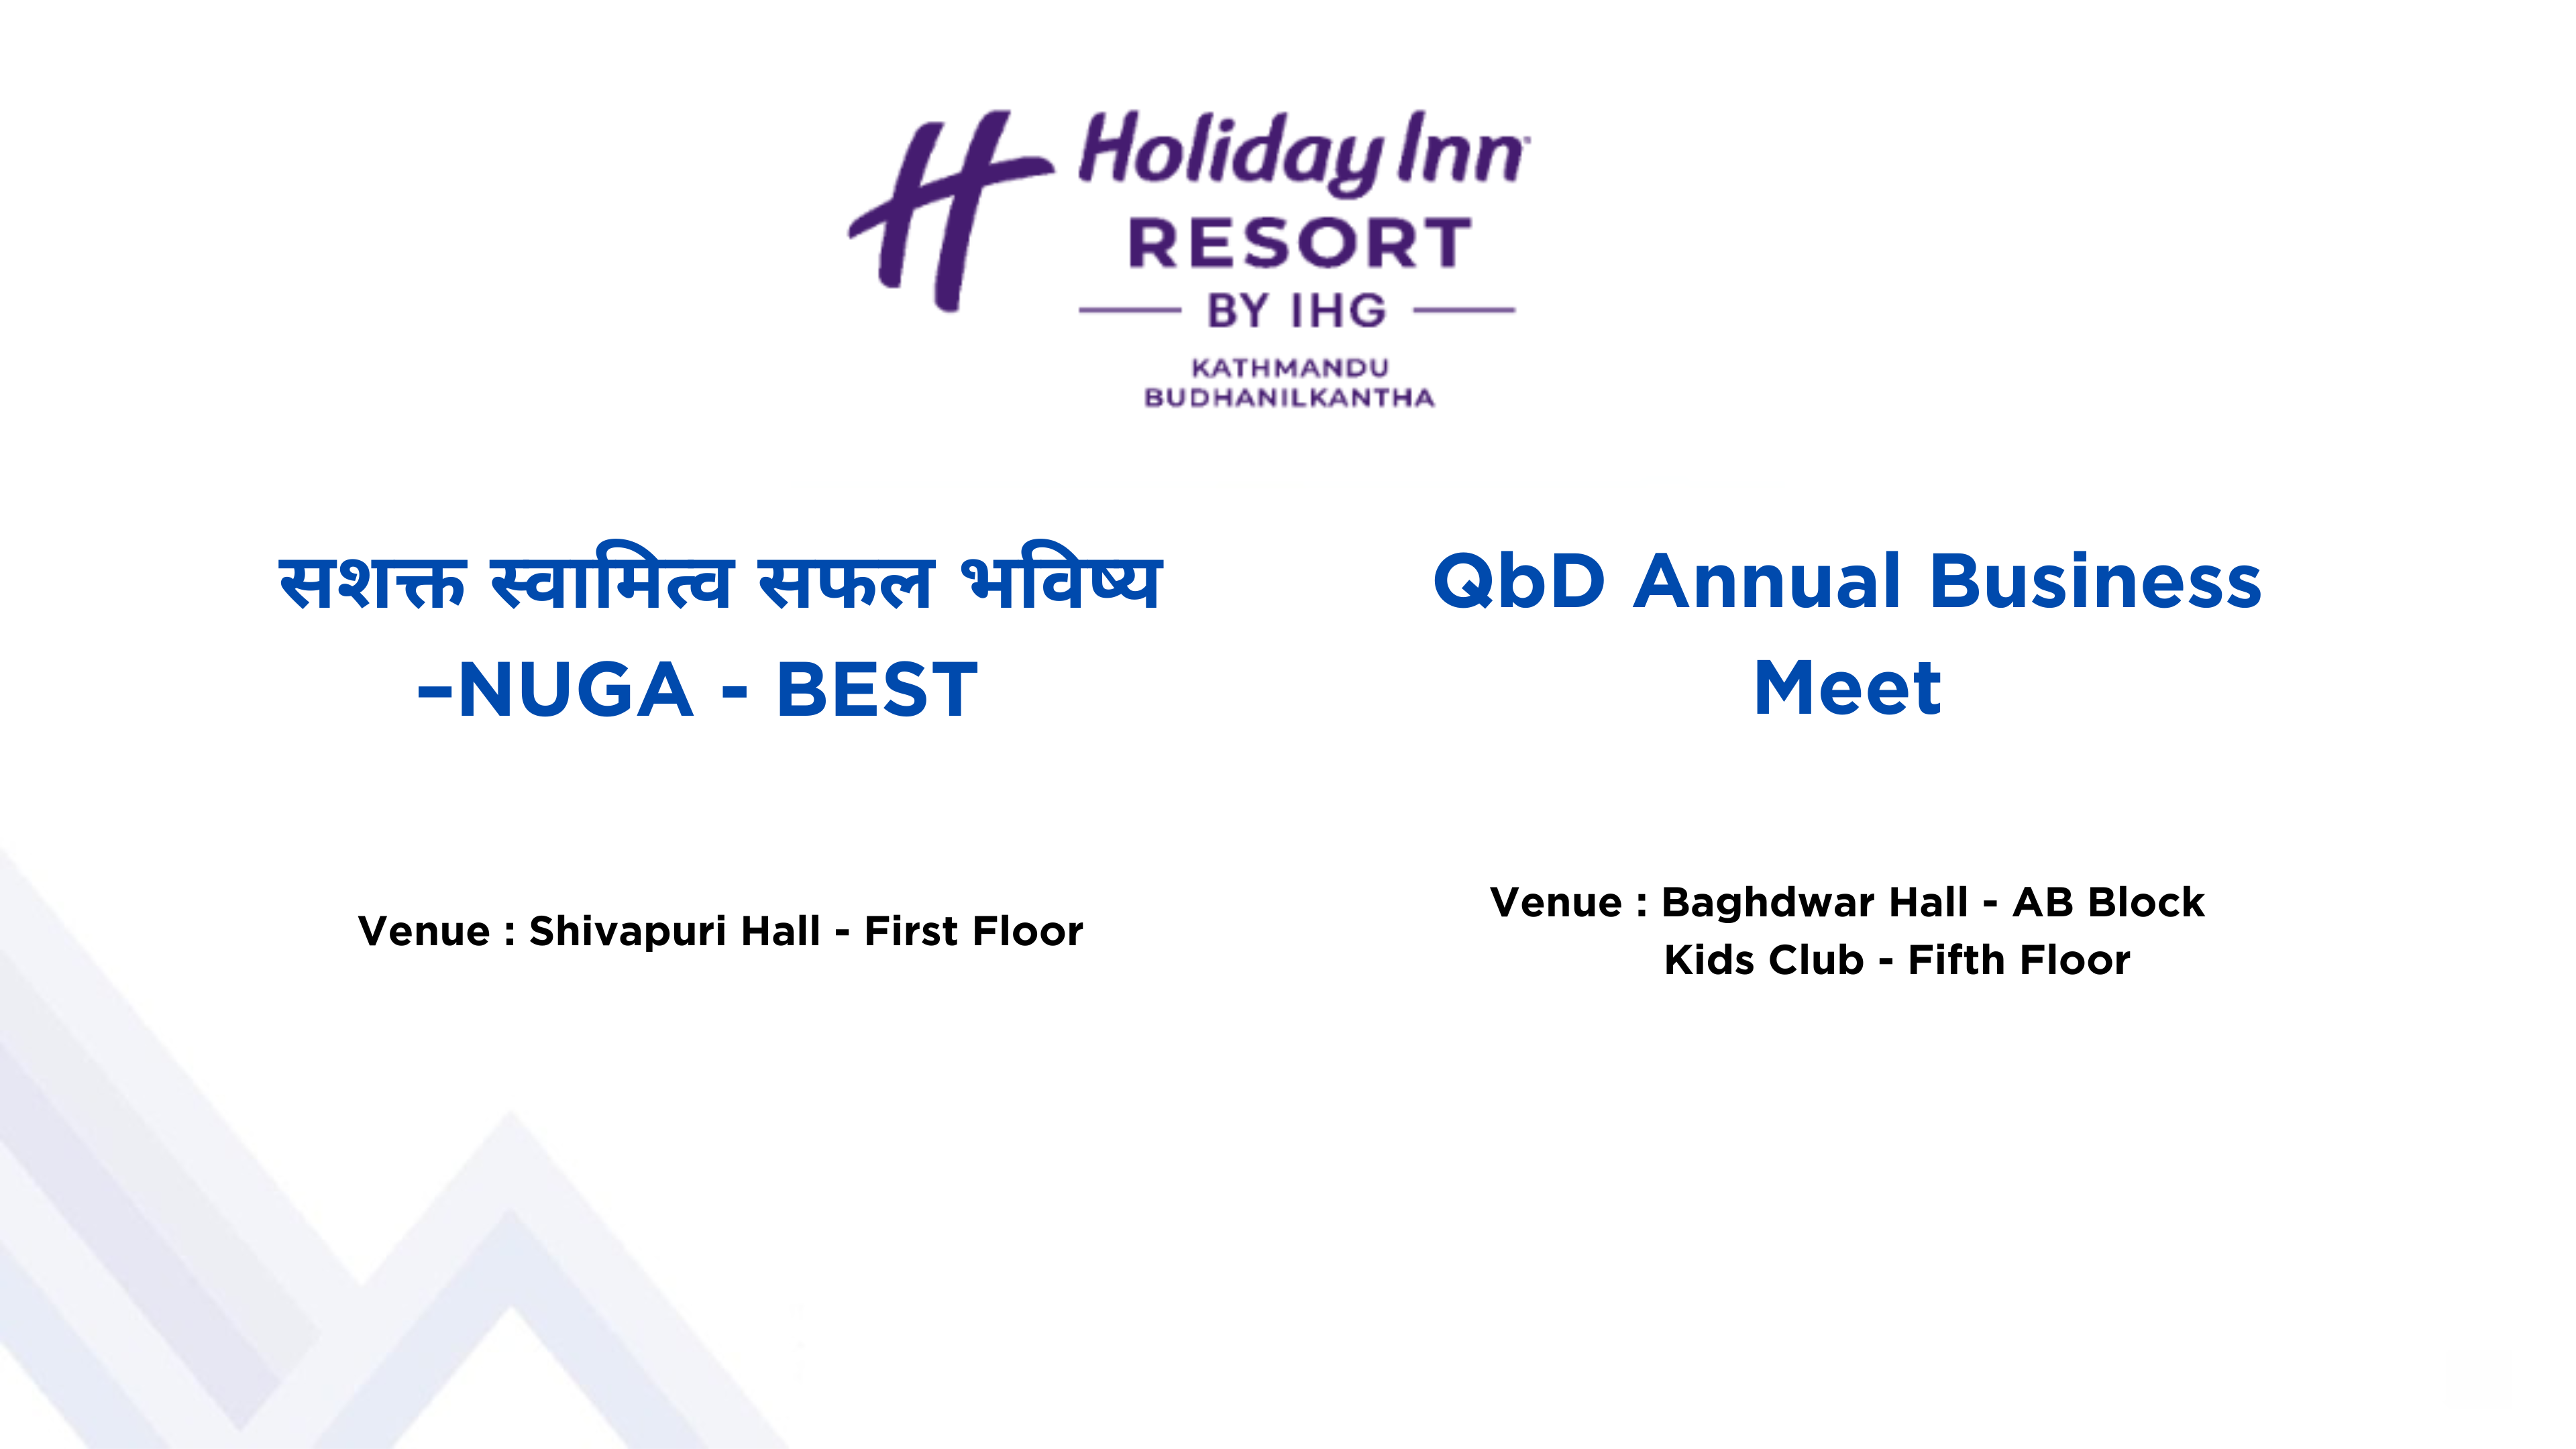 Holiday Inn
RESORT
BY IHG
KATHMANDU
BUDHANILKANTHA
सशक्त स्वामित्व सफल भविष्य
–NUGA - BEST
Venue : Shivapuri Hall - First Floor
QbD Annual Business
Meet
Venue : Baghdwar Hall - AB Block
Kids Club - Fifth Floor